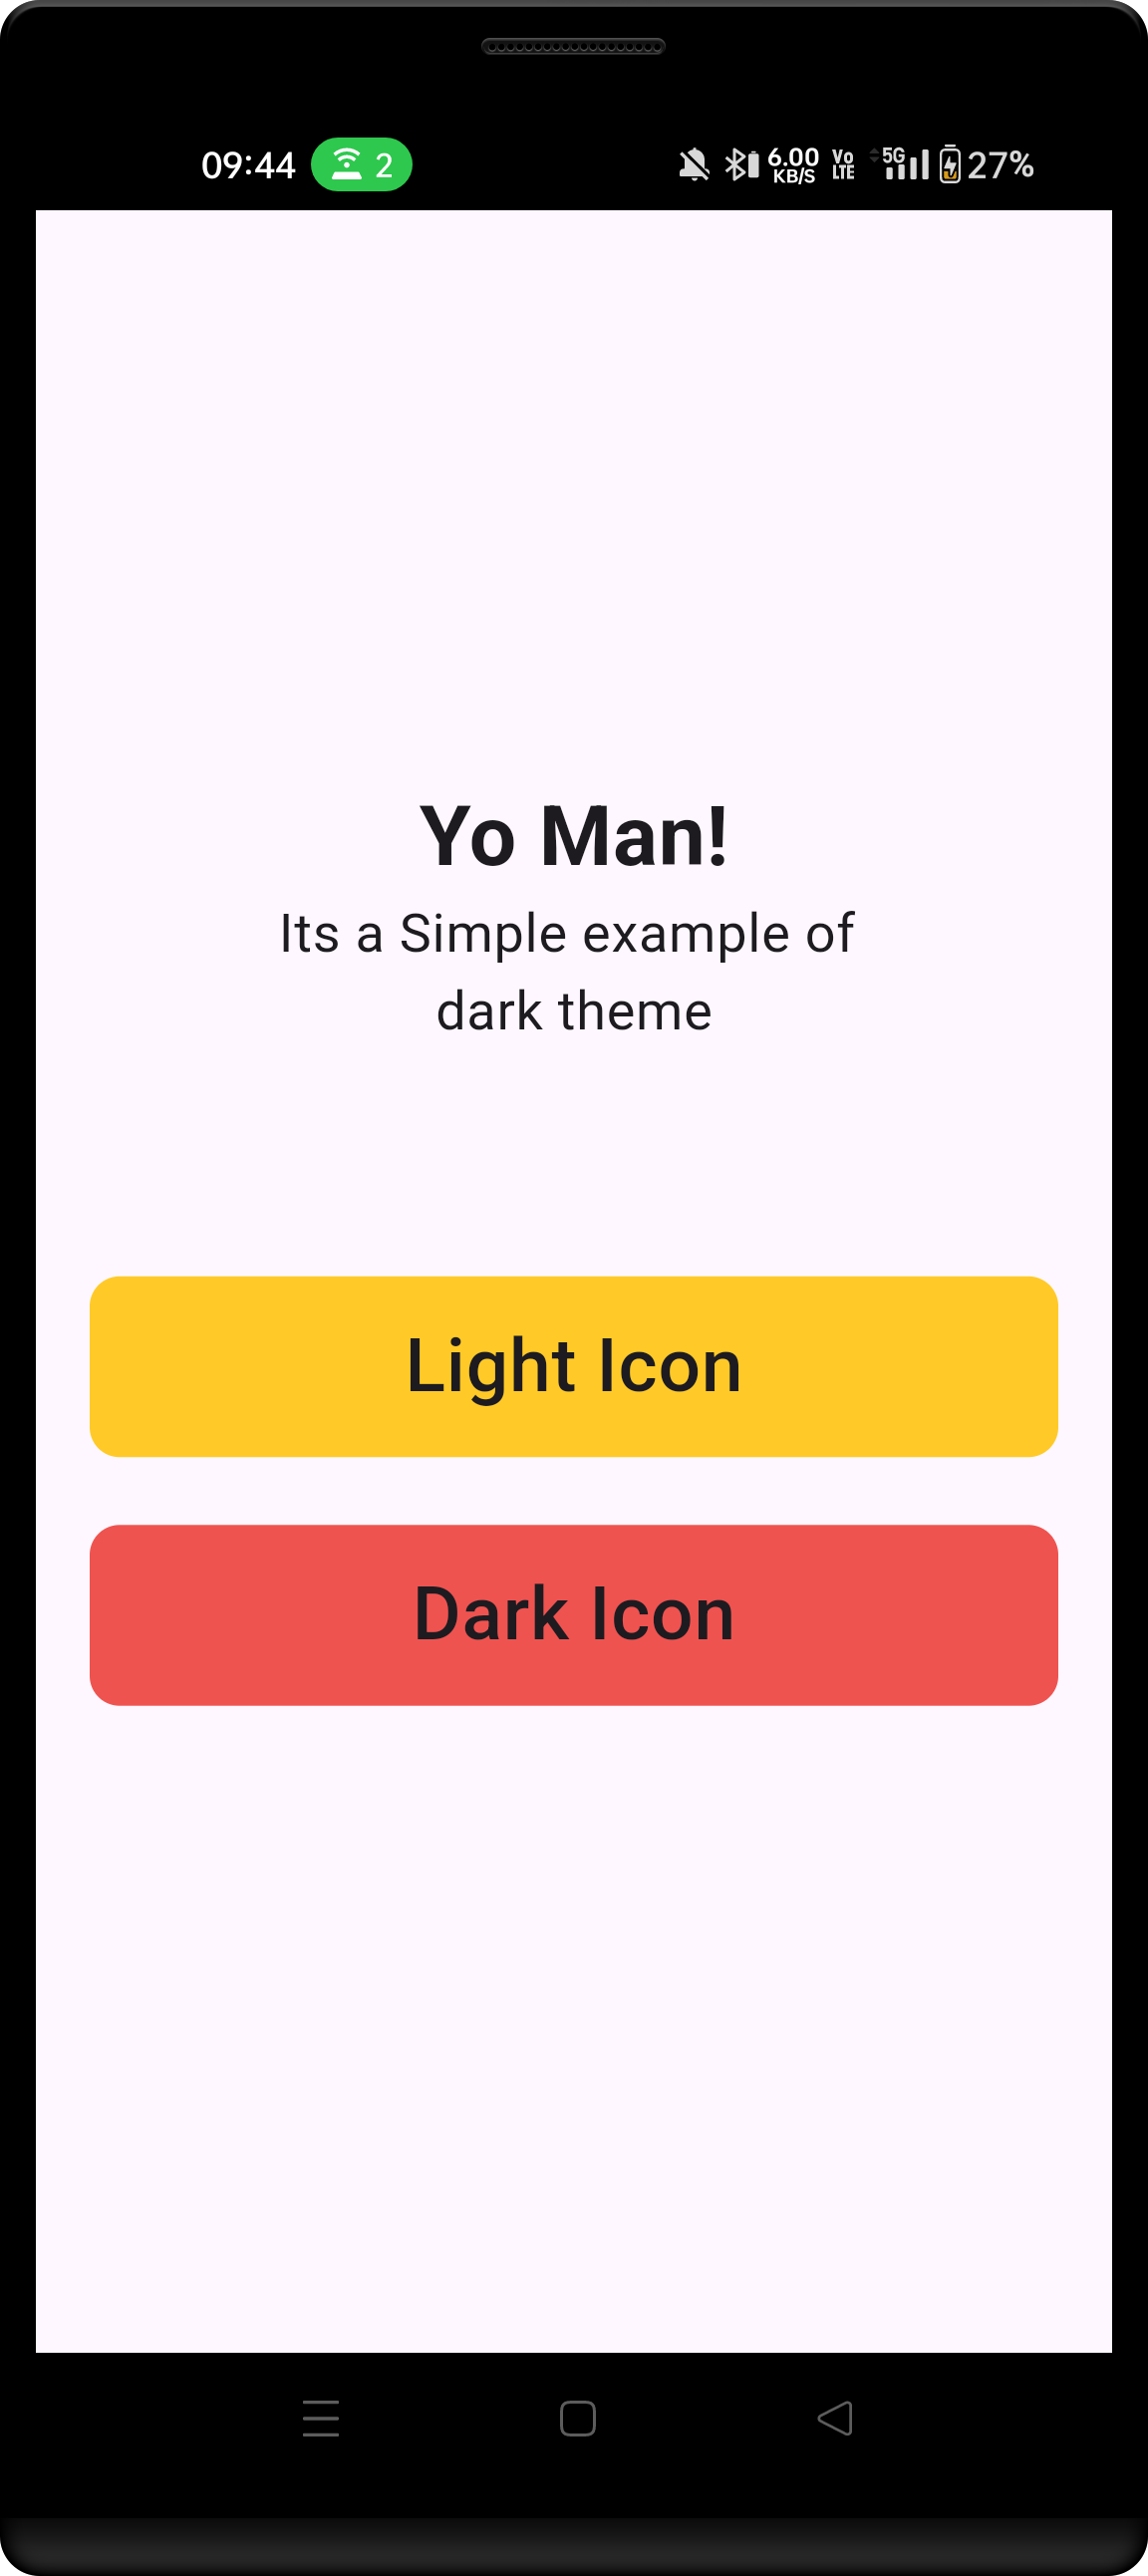 09:44 2 6.00 KB/S Vo LTE 5G 27%
Yo Man!
Its a Simple example of
dark theme
Light Icon
Dark Icon